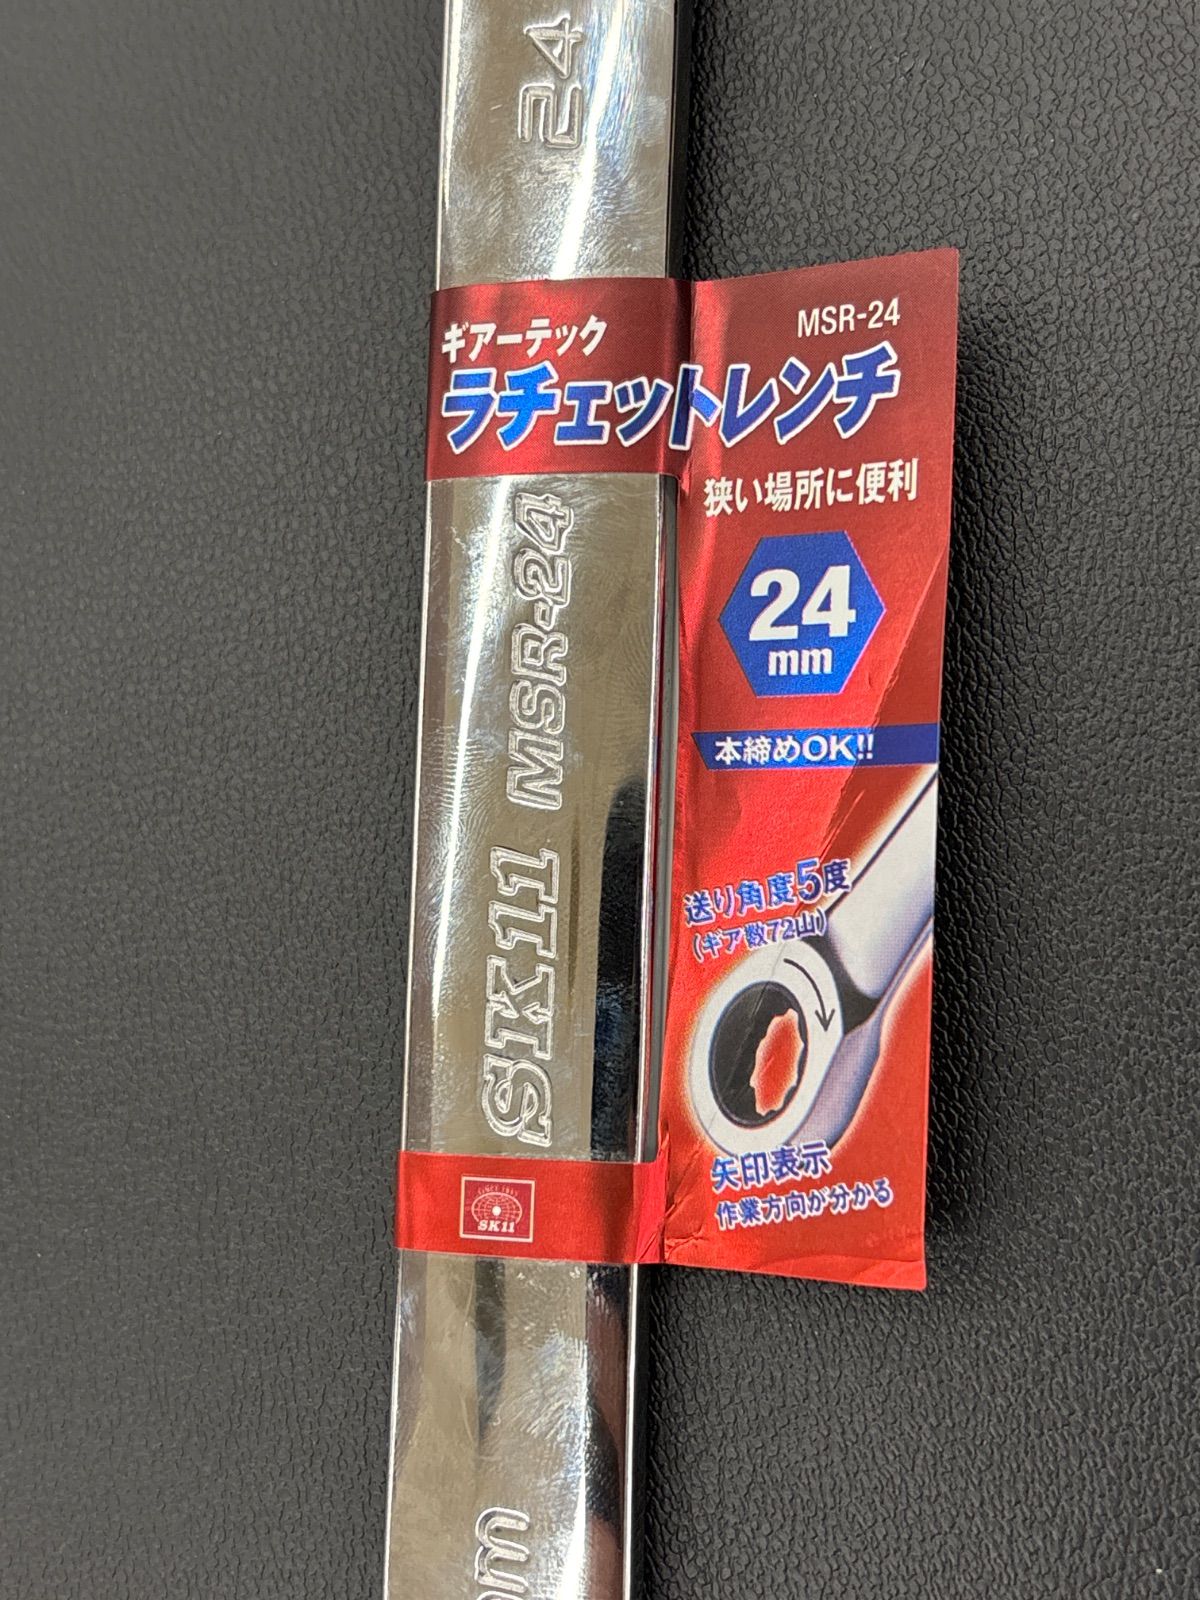 24
ギアーテック
MSR-24
ラチェットレンチ
狭い場所に便利
24
mm
本締めOK!!
送り角度5度
(ギア数72山)
矢印表示
作業方向が分かる
SK11 MSR-24
SK11